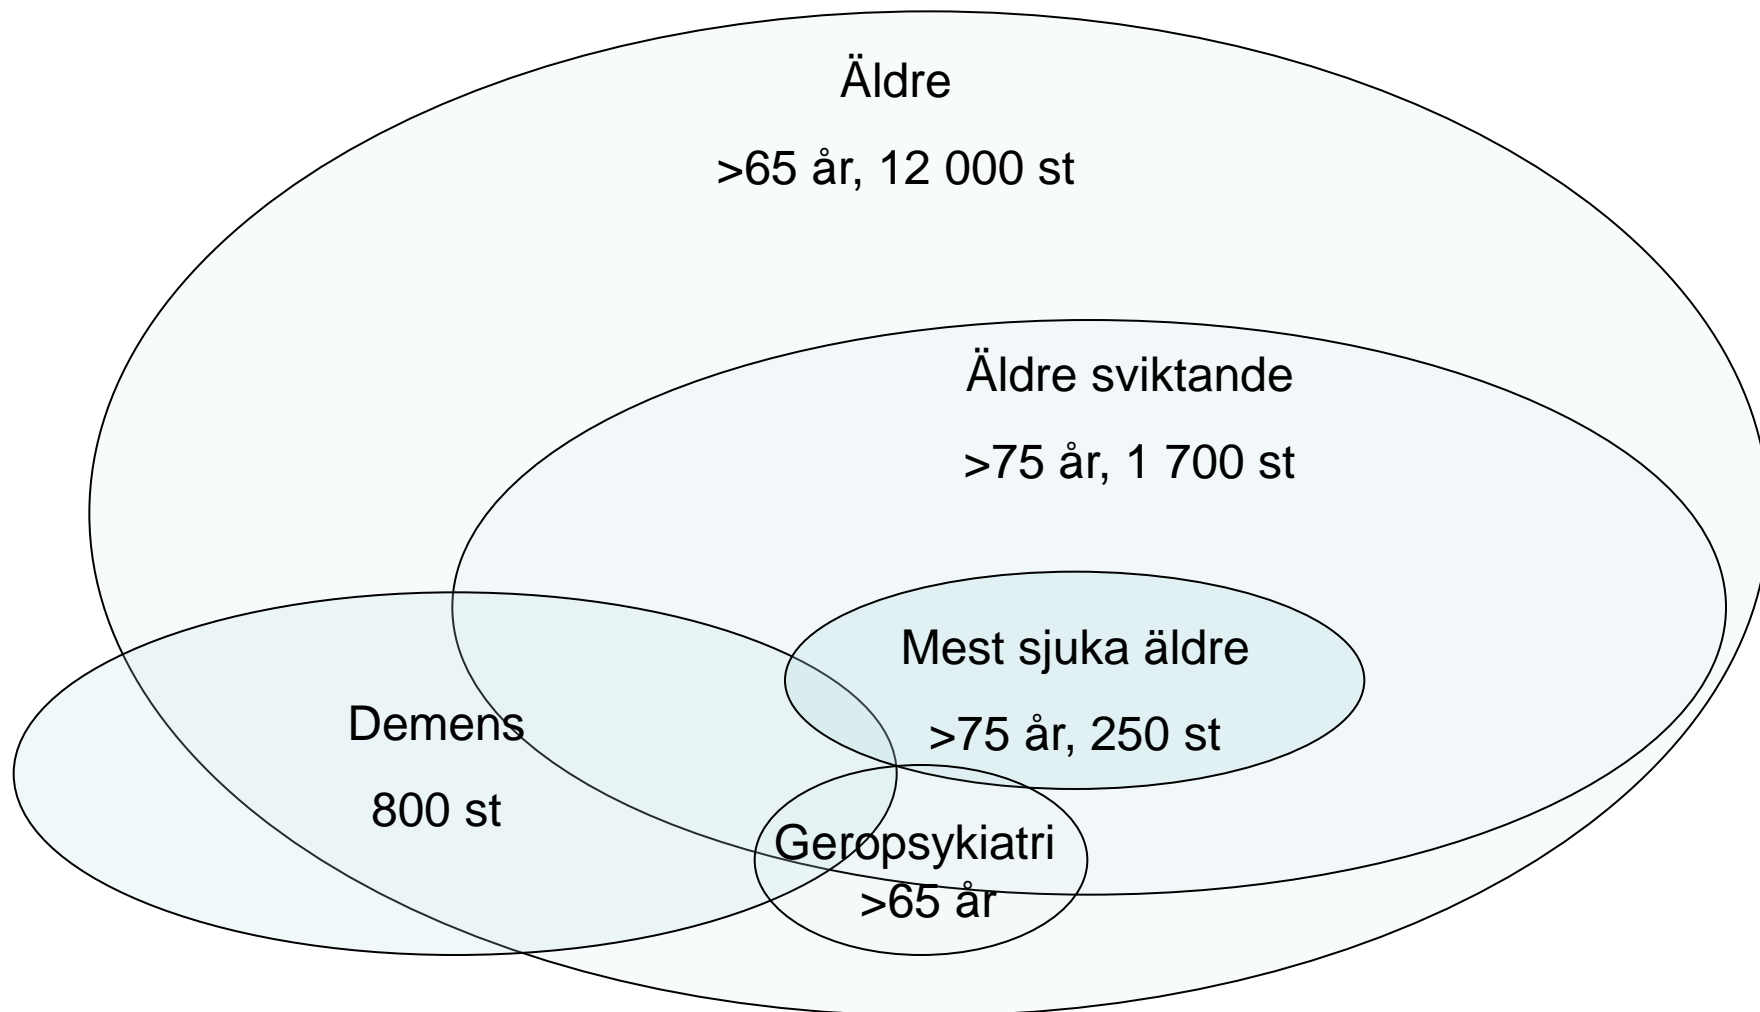 Äldre
>65 år, 12 000 st
Äldre sviktande
>75 år, 1 700 st
Mest sjuka äldre
>75 år, 250 st
Demens
800 st
Geropsykiatri
>65 år